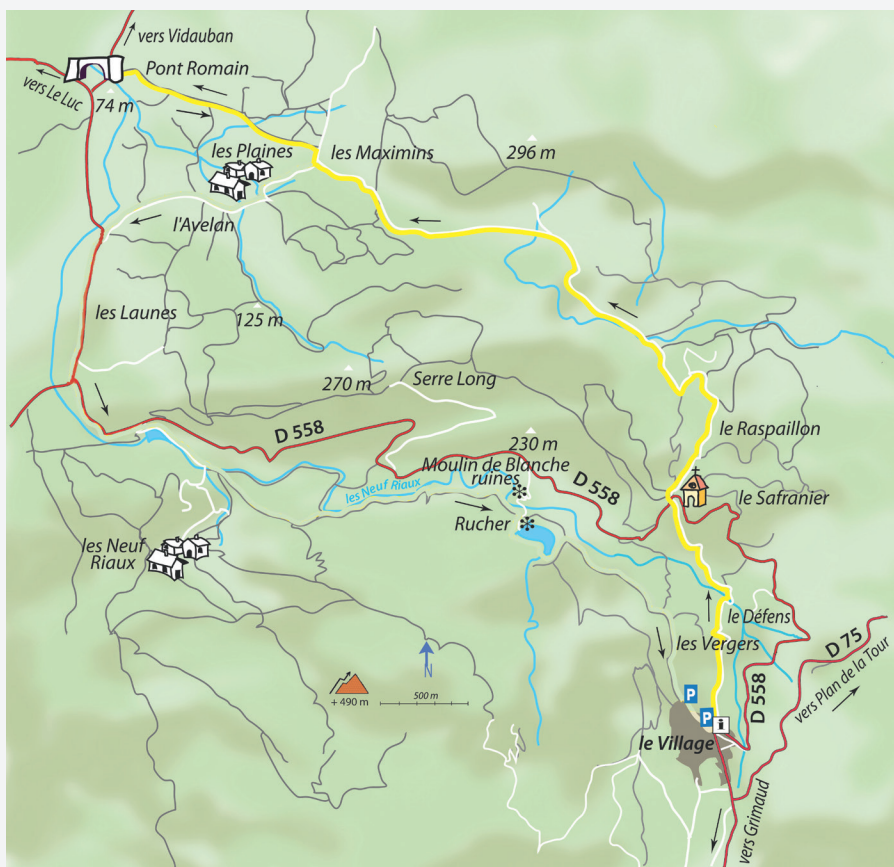 vers Vidauban
Pont Romain
vers Le Luc
74 m
les Plaines
les Maximins
296 m
l'Avelan
les Launes
125 m
270 m
Serre Long
D 558
230 m
le Raspaillon
Moulin de Blanche
ruines
D 558
les Neuf Riaux
le Safranier
Rucher
les Neuf
Riaux
le Défens
les Vergers
D 75
vers Plan de la Tour
N
+ 490 m
500 m
P
P
i
D 558
le Village
vers Grimaud